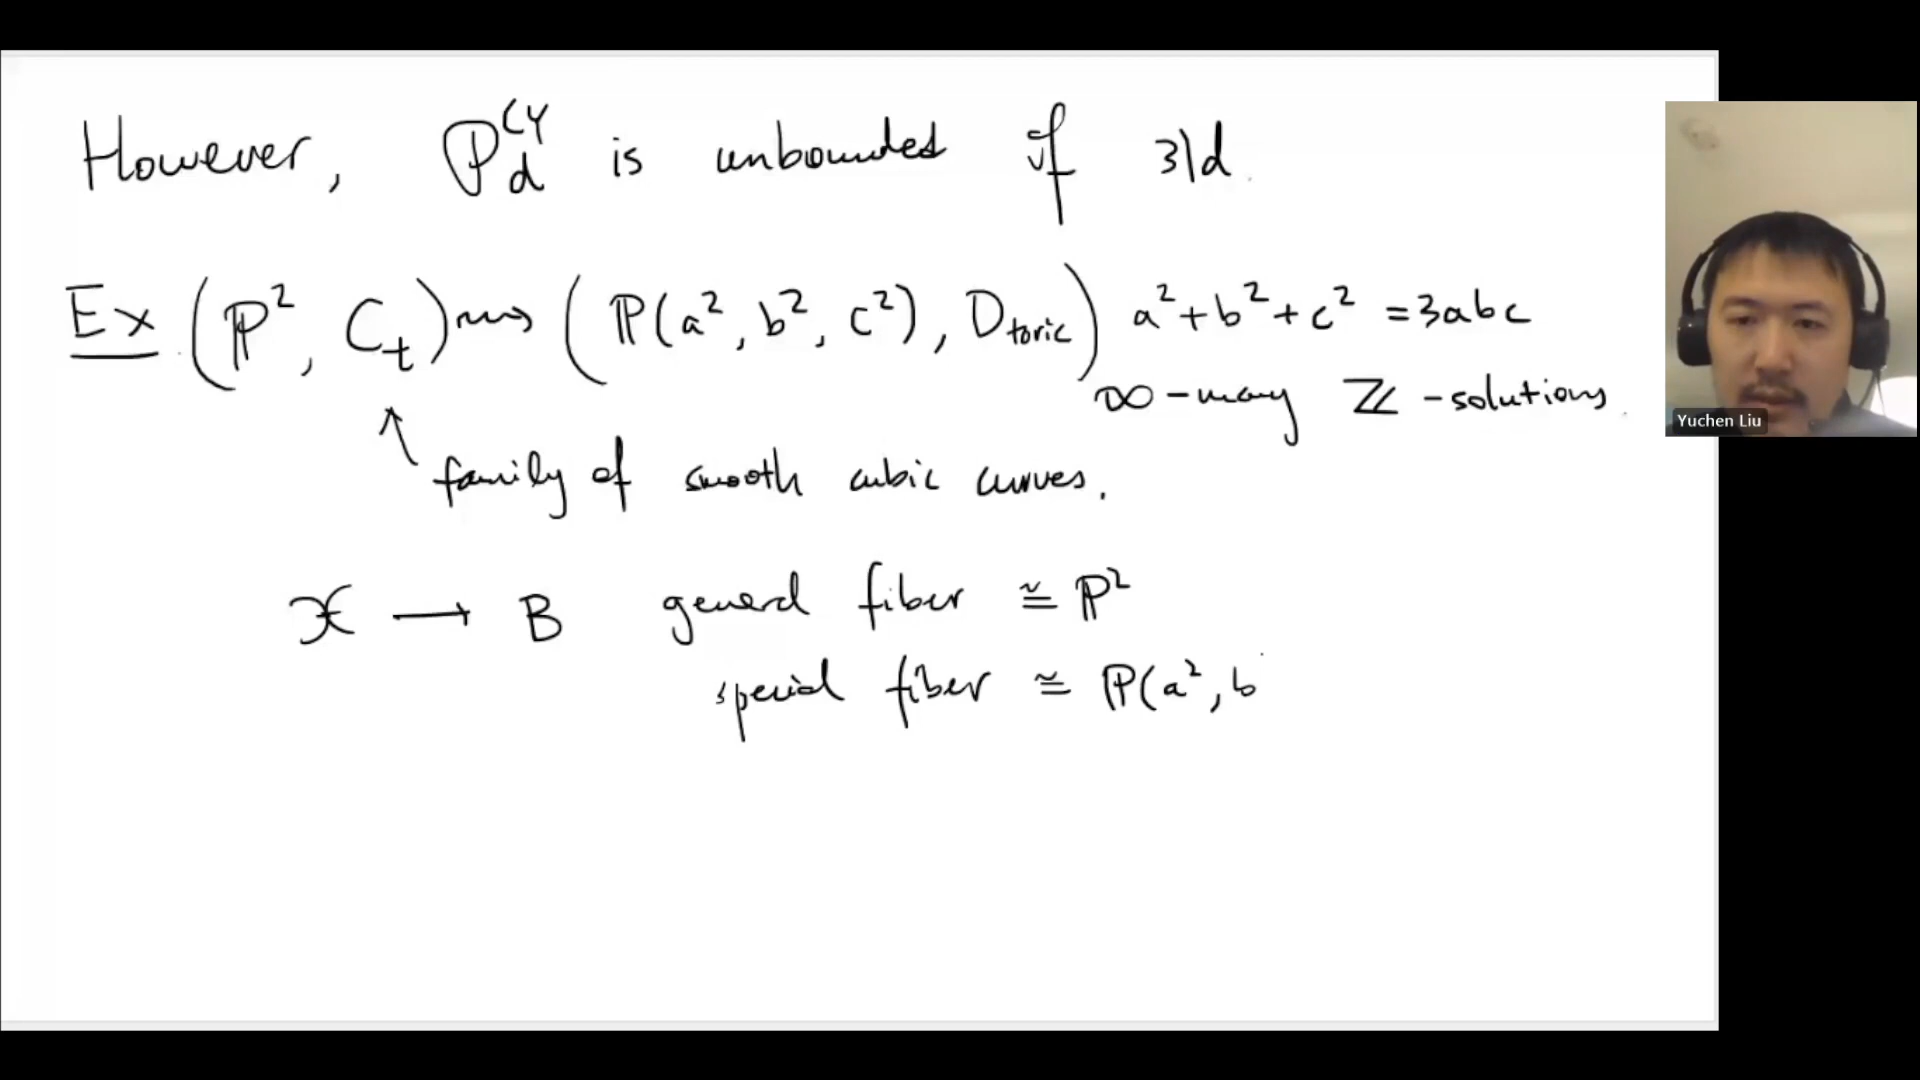 However, P_d^{CY} is unbounded if 3|d.
Ex (ℙ², C_t) ⇝ (ℙ(a², b², c²), D_toric) a²+b²+c² = 3abc
∞-many ℤ-solutions.
↖ family of smooth cubic curves.
𝒳 → B general fiber ≅ ℙ²
special fiber ≅ ℙ(a², b
Yuchen Liu